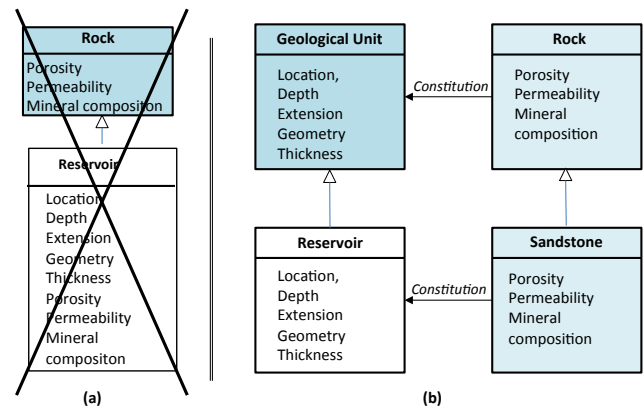 Rock
Porosity
Permeability
Mineral composition
Reservoir
Location
Depth
Extension
Geometry
Thickness
Porosity
Permeability
Mineral
compositon
(a)
Geological Unit
Location,
Depth
Extension
Geometry
Thickness
Constitution
Rock
Porosity
Permeability
Mineral
composition
Reservoir
Location,
Depth
Extension
Geometry
Thickness
Constitution
Sandstone
Porosity
Permeability
Mineral
composition
(b)